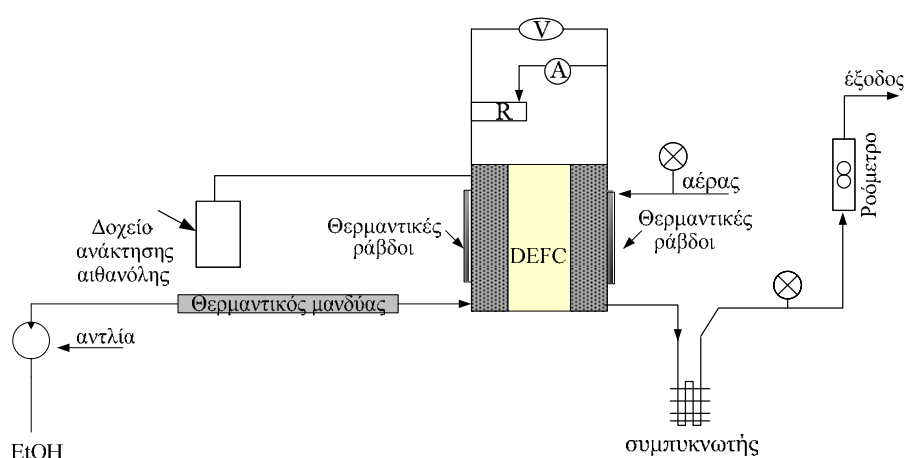 V
A
R
έξοδος
Ροόμετρο
αέρας
Δοχείο
ανάκτησης
αιθανόλης
Θερμαντικές
ράβδοι
DEFC
Θερμαντικές
ράβδοι
Θερμαντικός μανδύας
αντλία
EtOH
συμπυκνωτής